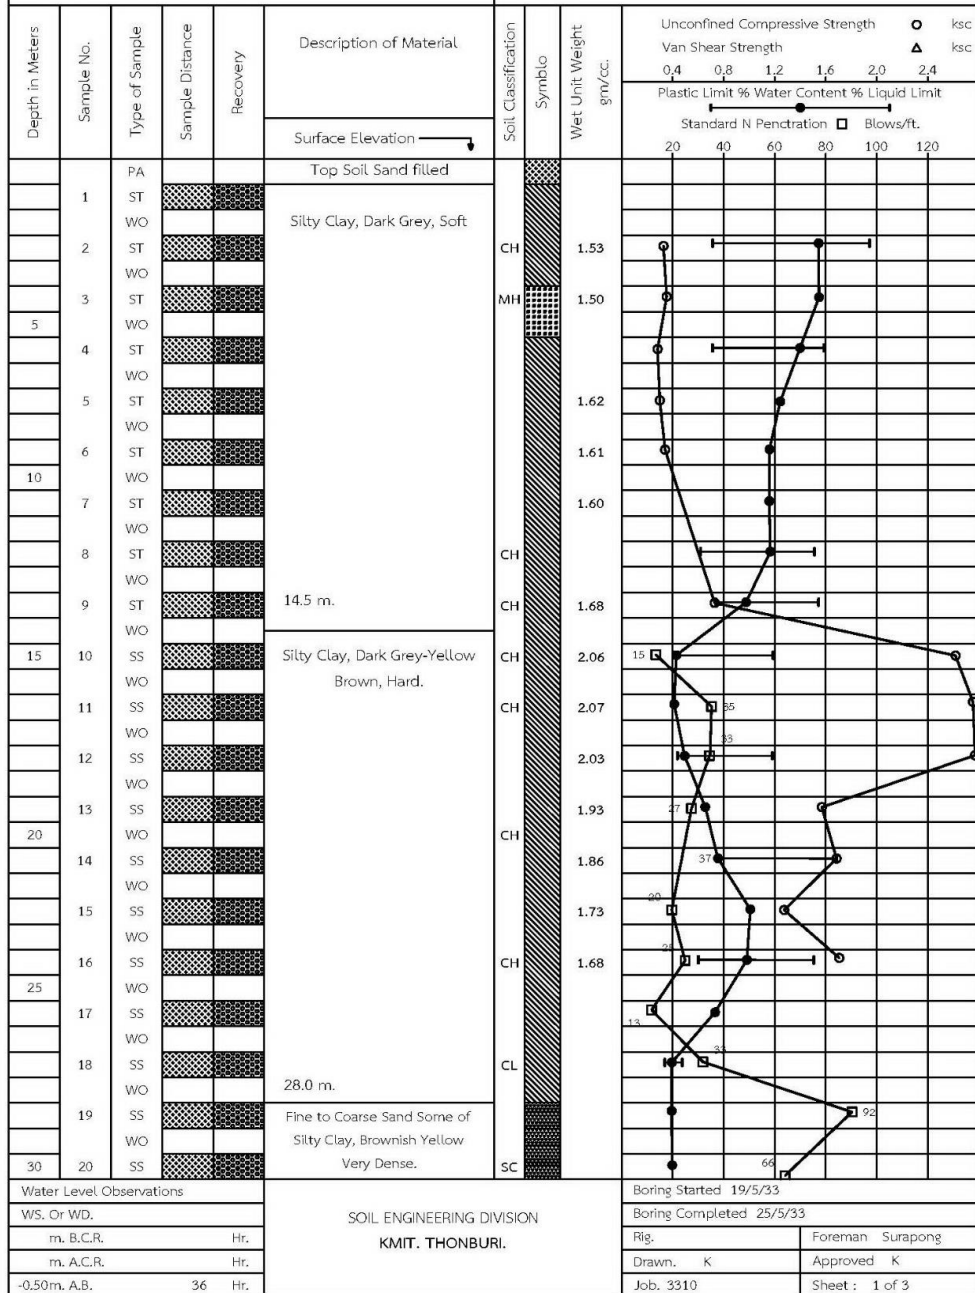 Depth in Meters
Sample No.
Type of Sample
Sample Distance
Recovery
Description of Material
Surface Elevation
Soil Classification
Symblo
Wet Unit Weight
gm/cc.
Unconfined Compressive Strength ksc
Van Shear Strength ksc
0.4 0.8 1.2 1.6 2.0 2.4
Plastic Limit % Water Content % Liquid Limit
Standard N Penctration Blows/ft.
20 40 60 80 100 120
PA Top Soil Sand filled
1 ST
WO Silty Clay, Dark Grey, Soft
2 ST CH 1.53
WO
3 ST MH 1.50
5 WO
4 ST
WO
5 ST 1.62
WO
6 ST 1.61
10 WO
7 ST 1.60
WO
8 ST CH
WO
9 ST 14.5 m. CH 1.68
WO
15 10 SS Silty Clay, Dark Grey-Yellow CH 2.06 15
WO Brown, Hard.
11 SS CH 2.07 35
WO 33
12 SS 2.03
WO
13 SS 1.93 27
20 WO CH
14 SS 1.86 37
WO
15 SS 1.73 20
WO
16 SS CH 1.68 25
25 WO
17 SS 13
WO 33
18 SS CL
WO 28.0 m.
19 SS Fine to Coarse Sand Some of 92
WO Silty Clay, Brownish Yellow
30 20 SS Very Dense. SC 66
Water Level Observations
WS. Or WD.
m. B.C.R. Hr.
m. A.C.R. Hr.
-0.50m. A.B. 36 Hr.
SOIL ENGINEERING DIVISION
KMIT. THONBURI.
Boring Started 19/5/33
Boring Completed 25/5/33
Rig. Foreman Surapong
Drawn. K Approved K
Job. 3310 Sheet : 1 of 3